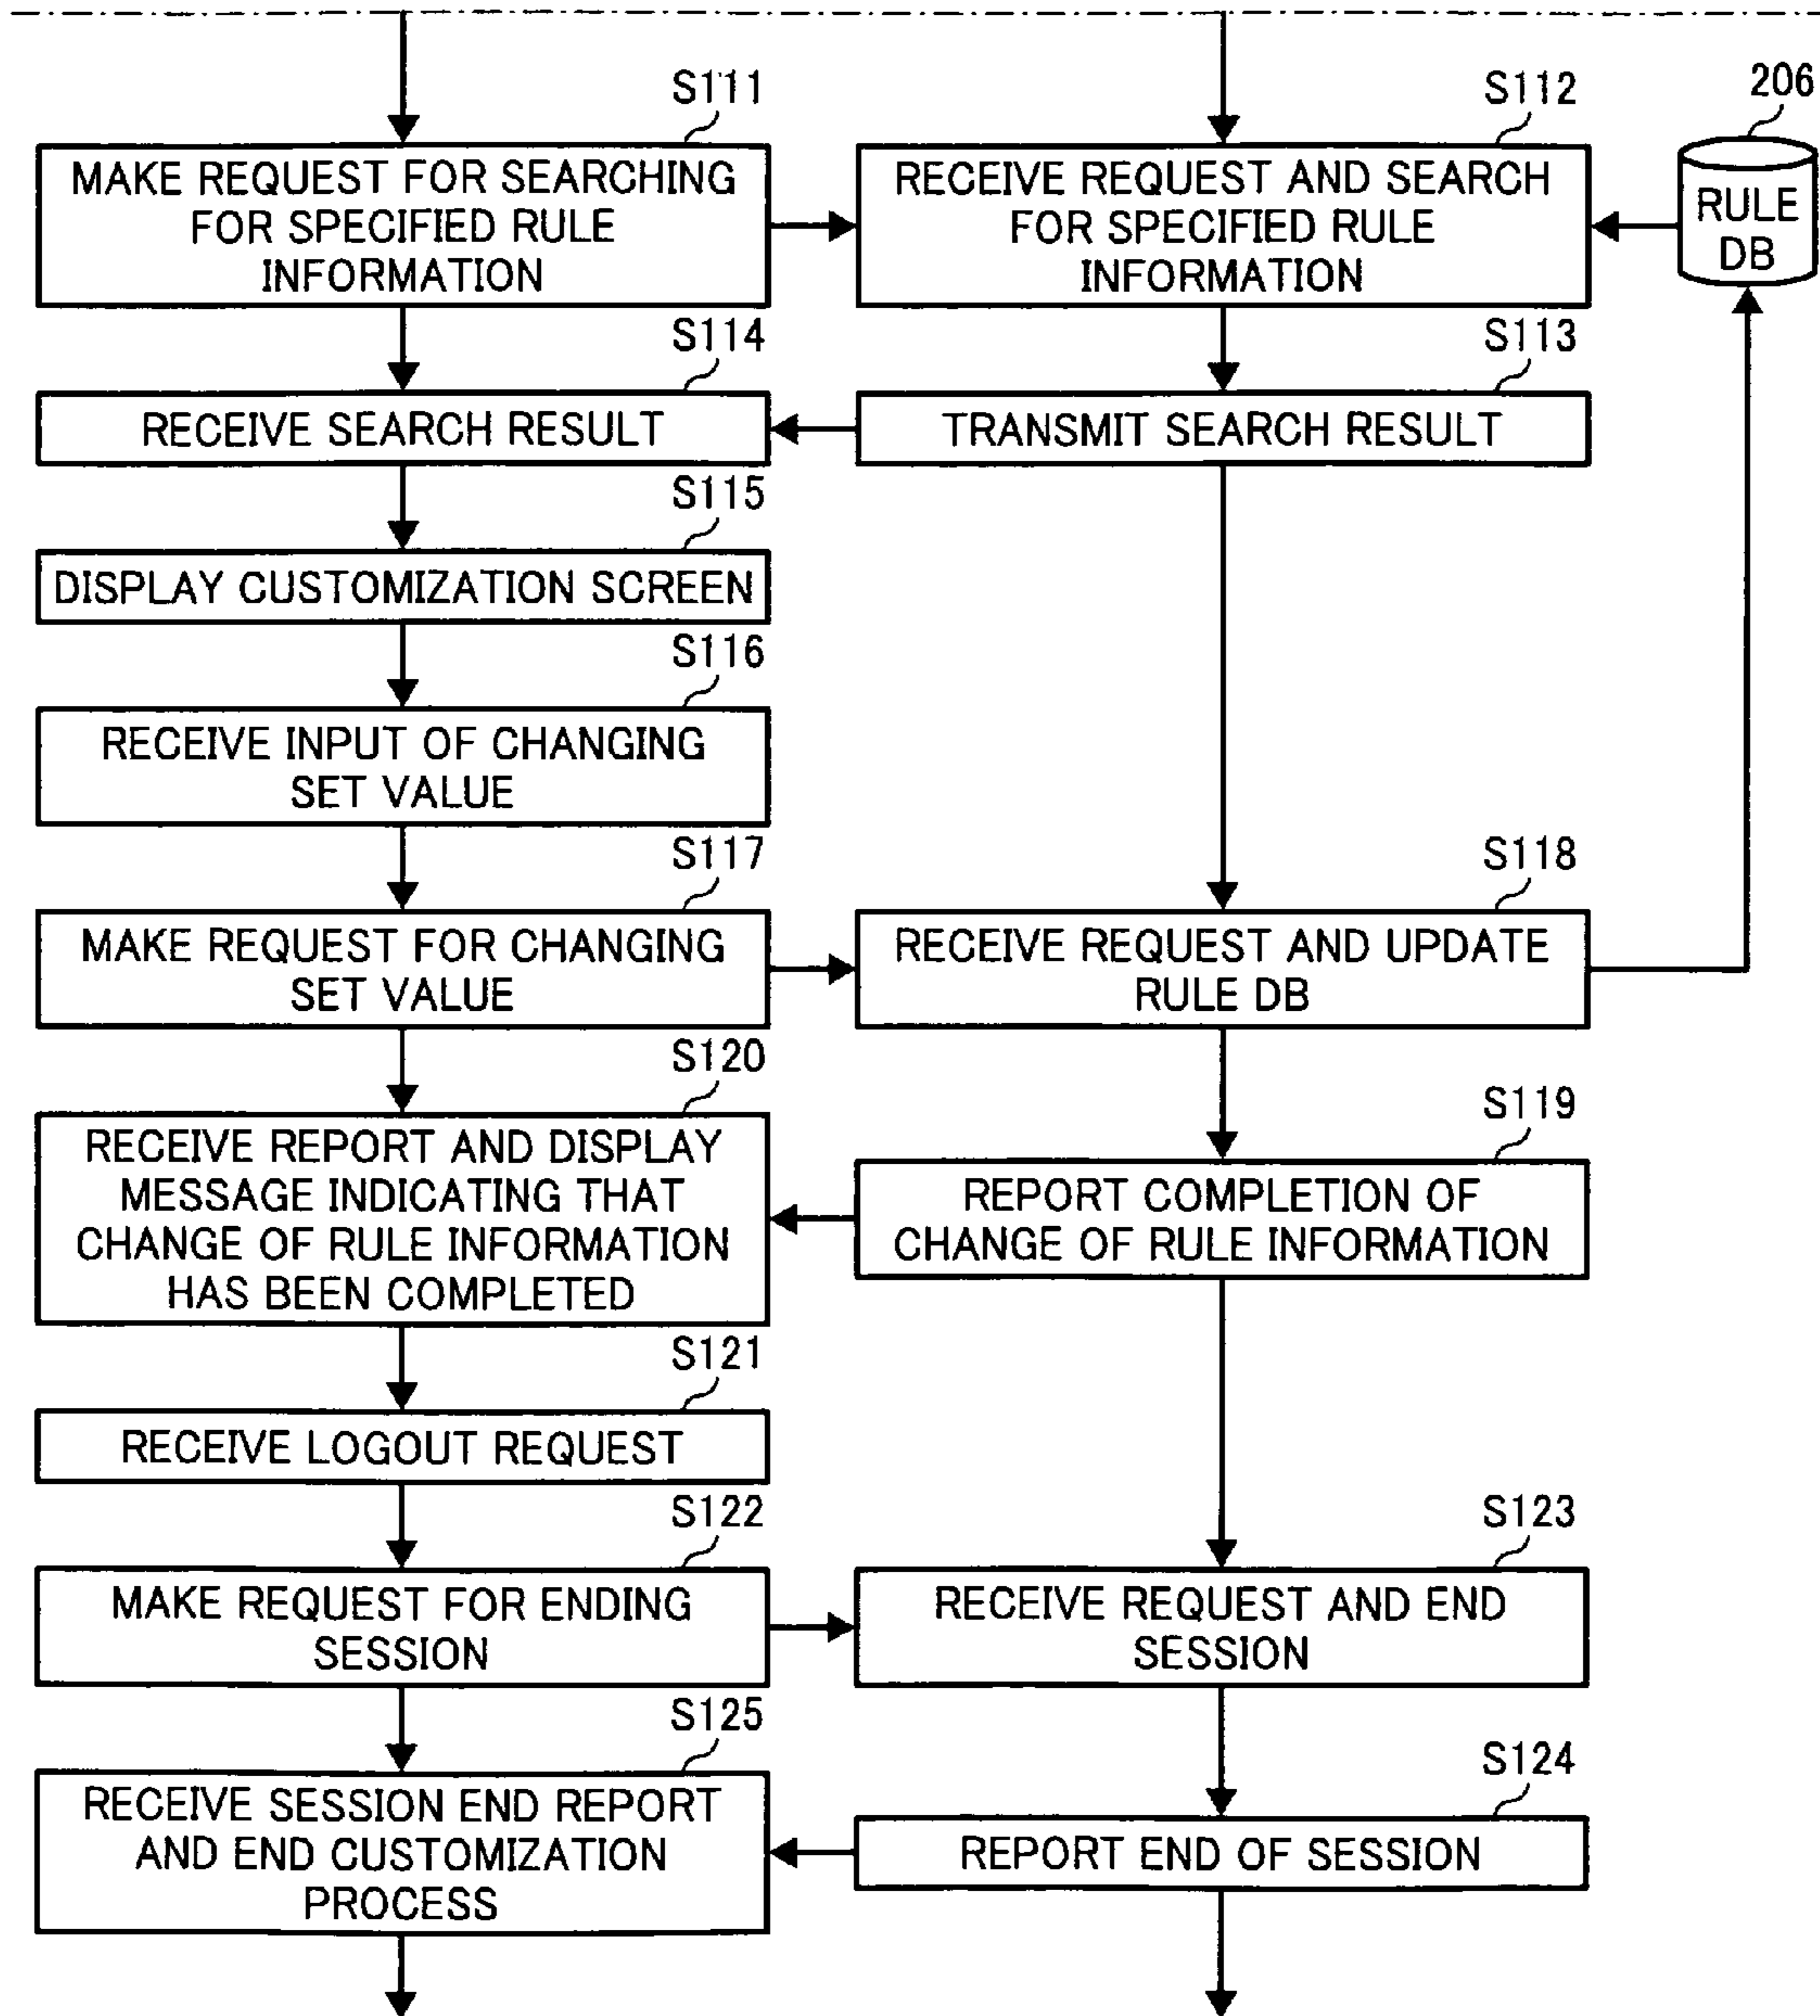 S111
MAKE REQUEST FOR SEARCHING
FOR SPECIFIED RULE
INFORMATION
S112
RECEIVE REQUEST AND SEARCH
FOR SPECIFIED RULE
INFORMATION
206
RULE
DB
S114
RECEIVE SEARCH RESULT
S113
TRANSMIT SEARCH RESULT
S115
DISPLAY CUSTOMIZATION SCREEN
S116
RECEIVE INPUT OF CHANGING
SET VALUE
S117
MAKE REQUEST FOR CHANGING
SET VALUE
S118
RECEIVE REQUEST AND UPDATE
RULE DB
S120
RECEIVE REPORT AND DISPLAY
MESSAGE INDICATING THAT
CHANGE OF RULE INFORMATION
HAS BEEN COMPLETED
S119
REPORT COMPLETION OF
CHANGE OF RULE INFORMATION
S121
RECEIVE LOGOUT REQUEST
S122
MAKE REQUEST FOR ENDING
SESSION
S123
RECEIVE REQUEST AND END
SESSION
S125
RECEIVE SESSION END REPORT
AND END CUSTOMIZATION
PROCESS
S124
REPORT END OF SESSION